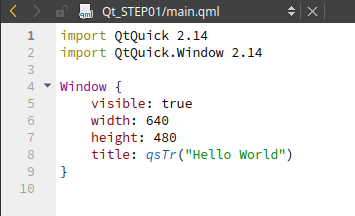 Qt_STEP01/main.qml
1 import QtQuick 2.14
2 import QtQuick.Window 2.14
3
4 Window {
5     visible: true
6     width: 640
7     height: 480
8     title: qsTr("Hello World")
9 }
10